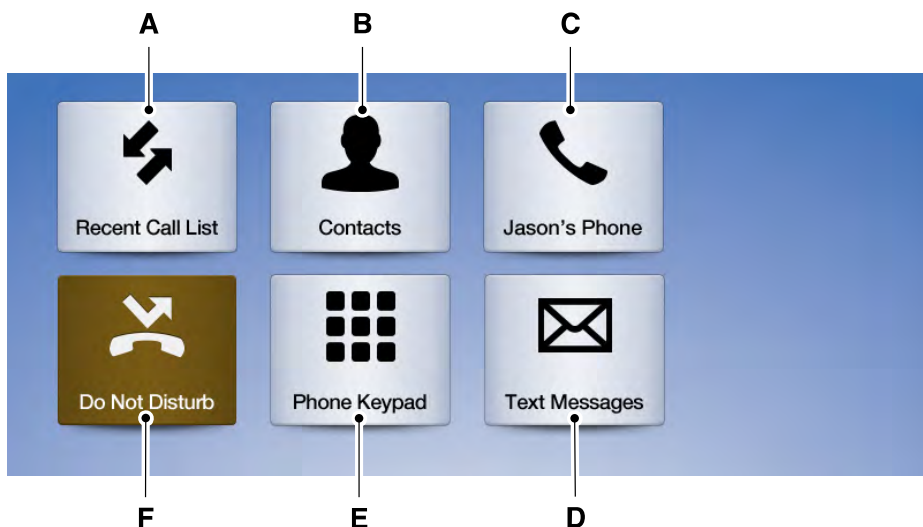 A B C
Recent Call List Contacts Jason's Phone
Do Not Disturb Phone Keypad Text Messages
F E D